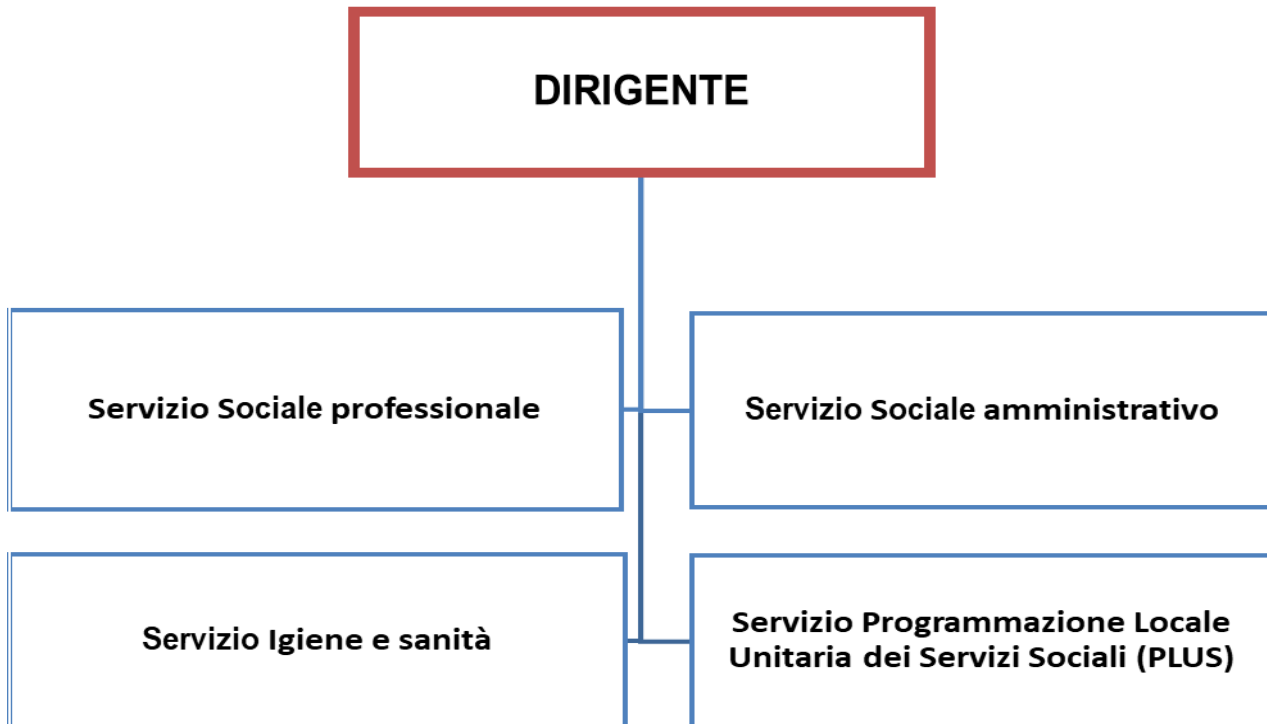 DIRIGENTE
Servizio Sociale professionale
Servizio Sociale amministrativo
Servizio Igiene e sanità
Servizio Programmazione Locale
Unitaria dei Servizi Sociali (PLUS)